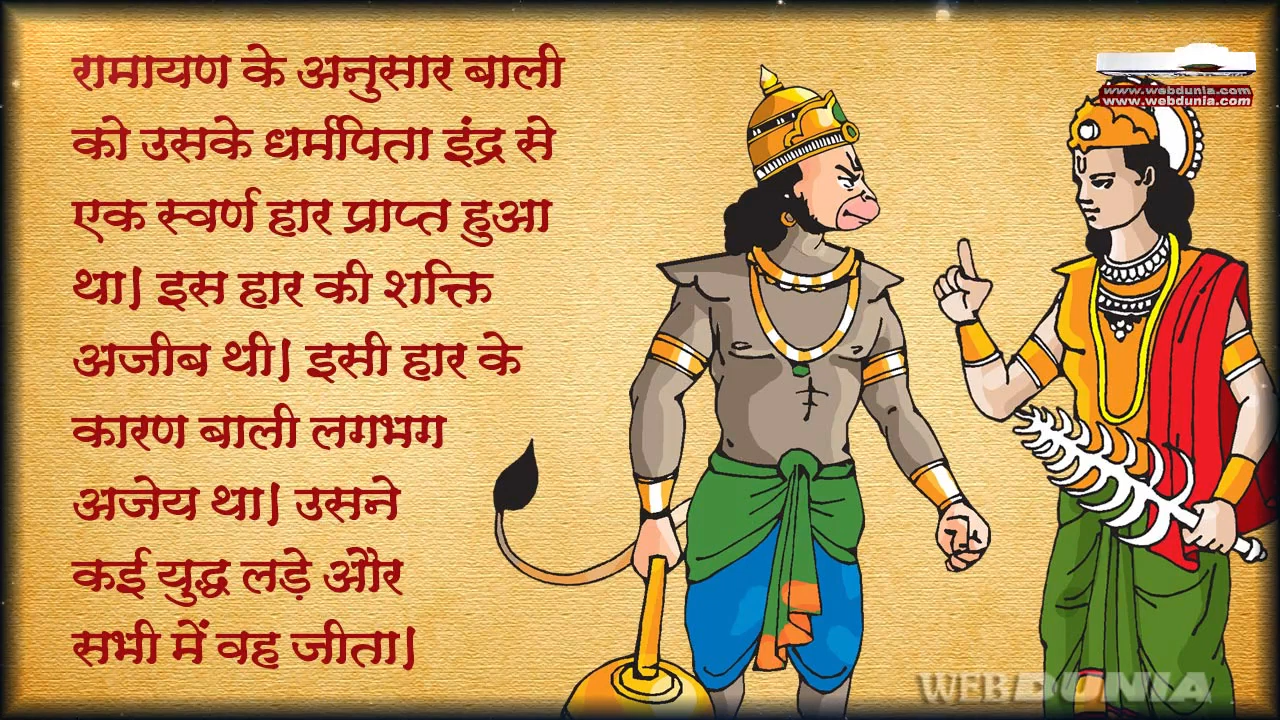 रामायण के अनुसार बाली
को उसके धर्मपिता इंद्र से
एक स्वर्ण हार प्राप्त हुआ
था। इस हार की शक्ति
अजीब थी। इसी हार के
कारण बाली लगभग
अजेय था। उसने
कई युद्ध लड़े और
सभी में वह जीता।
www.webdunia.com
www.webdunia.com
WEBDUNIA